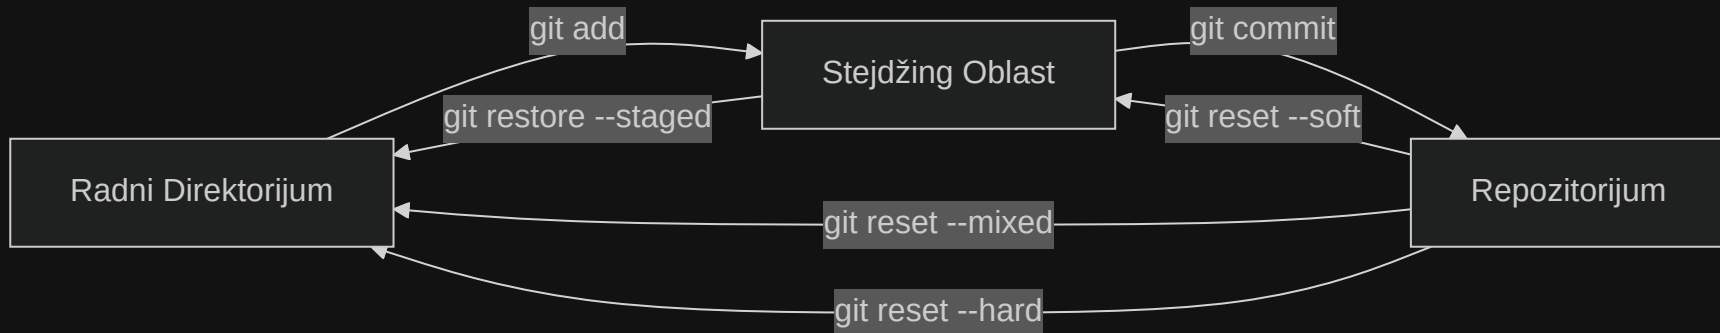 git add
git commit
Stejdžing Oblast
git restore --staged
git reset --soft
Radni Direktorijum
Repozitorijum
git reset --mixed
git reset --hard